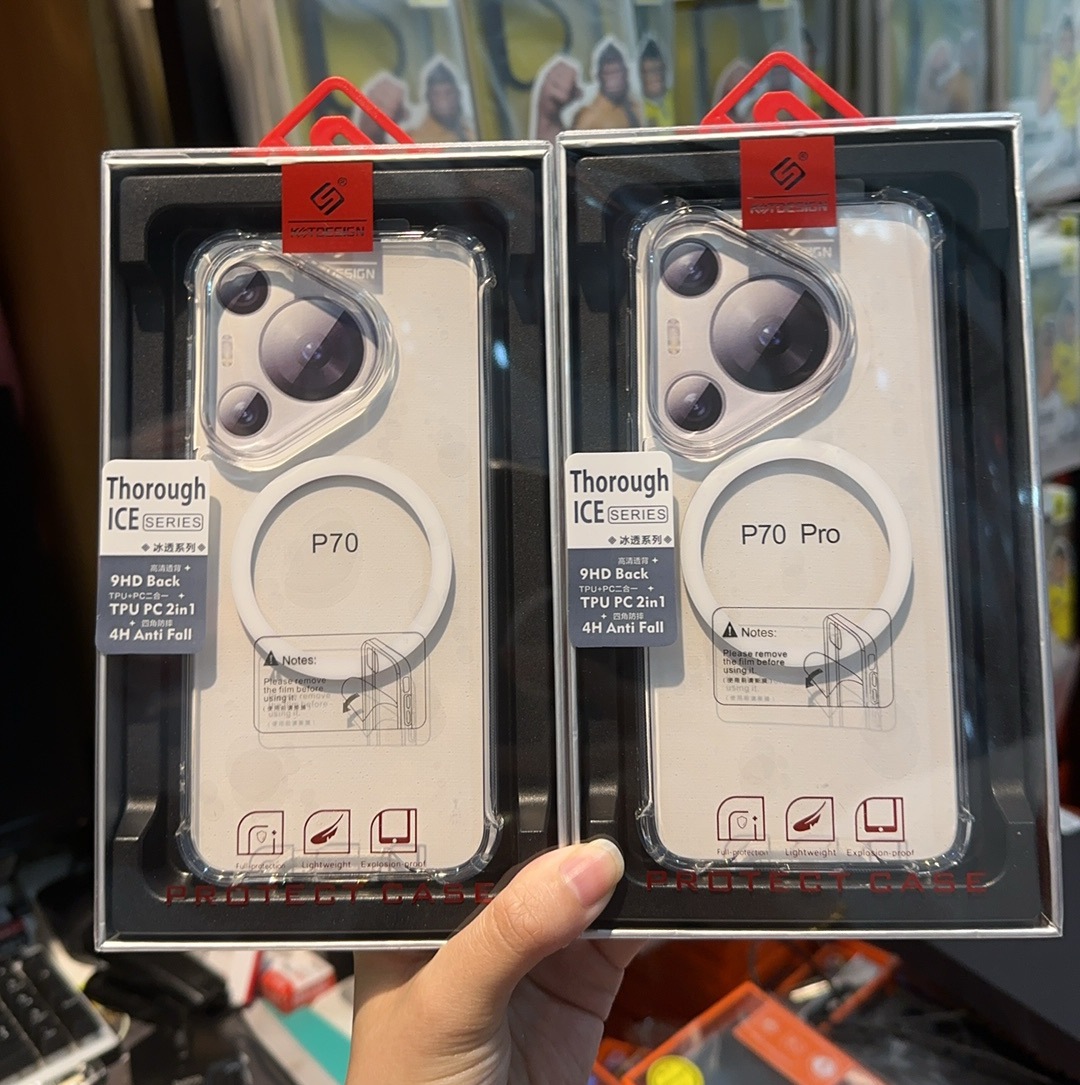 KSTDESIGN
P70
Thorough
ICE SERIES
冰透系列
高清透背
9HD Back
TPU+PC二合一
TPU PC 2in1
四角防摔
4H Anti Fall
Notes:
Please remove
the film before
using it.
Full-protection
Lightweight
Explosion-proof
PROTECT CASE
KSTDESIGN
P70 Pro
Thorough
ICE SERIES
冰透系列
高清透背
9HD Back
TPU+PC二合一
TPU PC 2in1
四角防摔
4H Anti Fall
Notes:
Please remove
the film before
using it.
Full-protection
Lightweight
Explosion-proof
PROTECT CASE